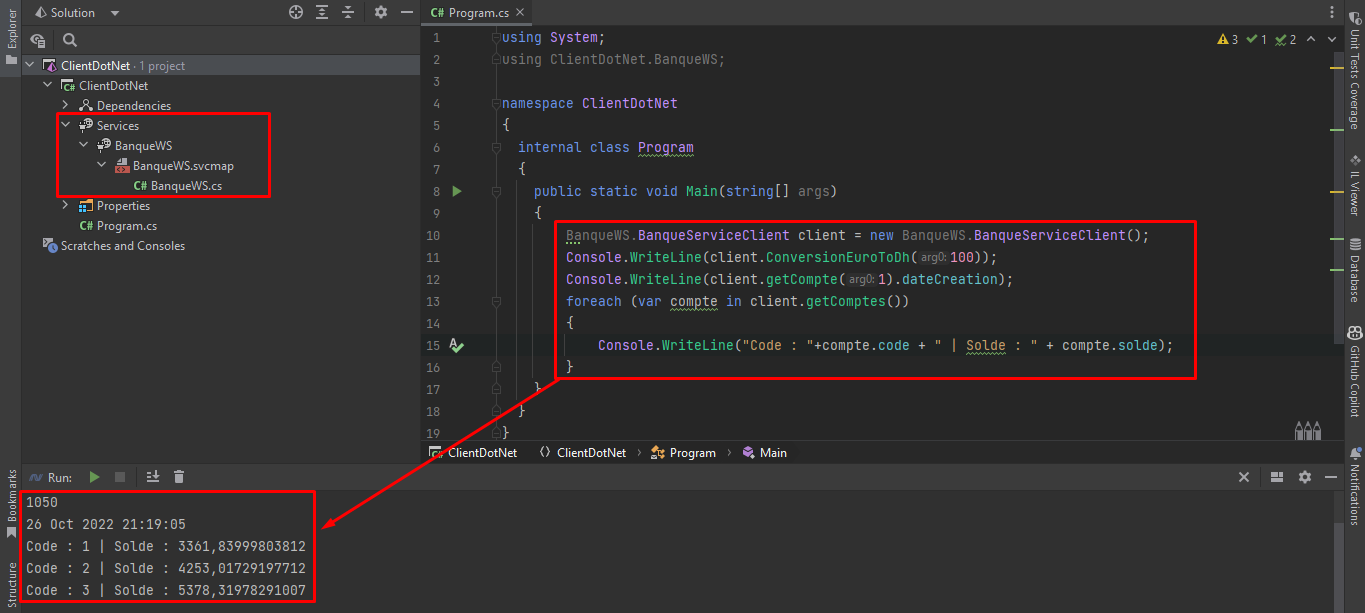 Explorer
Solution
ClientDotNet · 1 project
ClientDotNet
Dependencies
Services
BanqueWS
BanqueWS.svcmap
C# BanqueWS.cs
Properties
C# Program.cs
Scratches and Consoles
C# Program.cs
3 1 2
1 using System;
2 using ClientDotNet.BanqueWS;
3
4 namespace ClientDotNet
5 {
6 internal class Program
7 {
8 public static void Main(string[] args)
9 {
10 BanqueWS.BanqueServiceClient client = new BanqueWS.BanqueServiceClient();
11 Console.WriteLine(client.ConversionEuroToDh(arg0:100));
12 Console.WriteLine(client.getCompte(arg0:1).dateCreation);
13 foreach (var compte in client.getComptes())
14 {
15 Console.WriteLine("Code : "+compte.code + " | Solde : " + compte.solde);
16 }
17 }
18 }
19 }
ClientDotNet
ClientDotNet
Program
Main
Unit Tests Coverage
IL Viewer
Database
GitHub Copilot
Notifications
Bookmarks
Structure
Run:
1050
26 Oct 2022 21:19:05
Code : 1 | Solde : 3361,83999803812
Code : 2 | Solde : 4253,01729197712
Code : 3 | Solde : 5378,31978291007